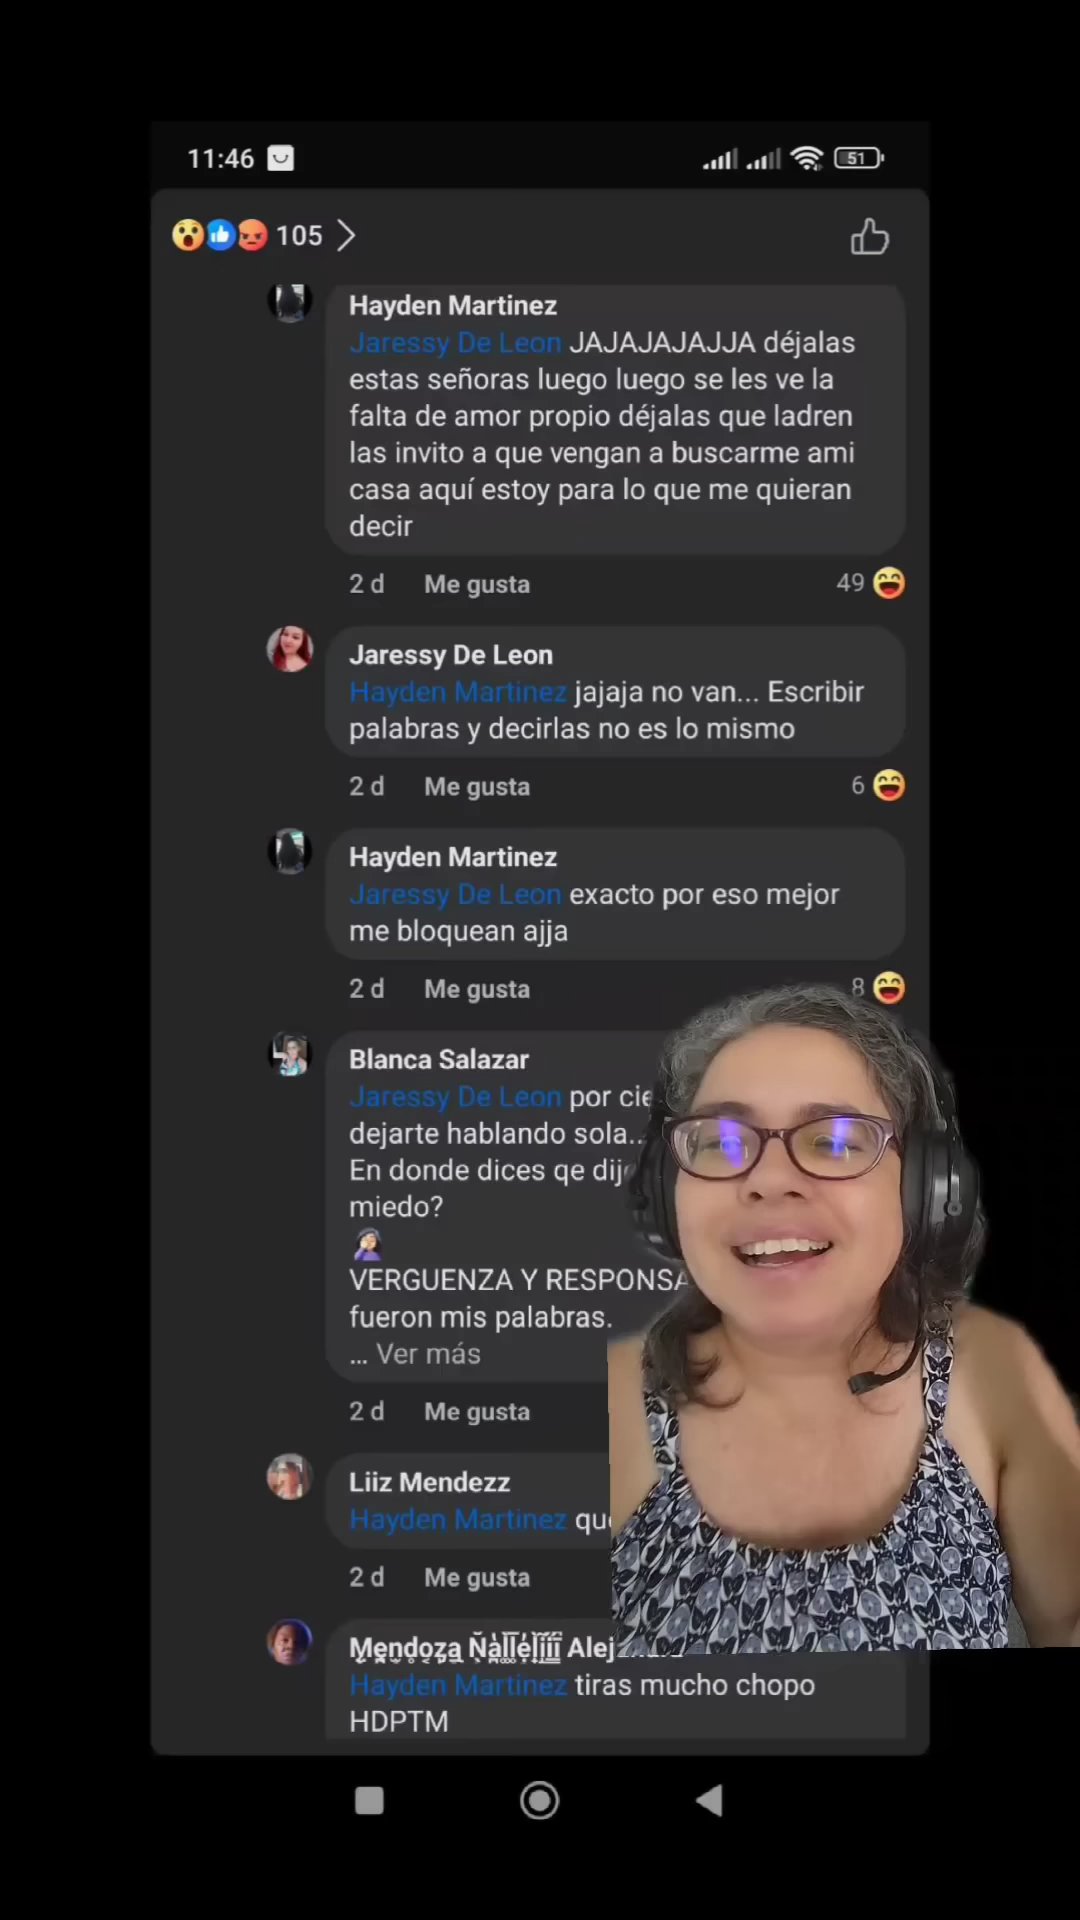 11:46
51
105
Hayden Martinez
Jaressy De Leon JAJAJAJAJJA déjalas
estas señoras luego luego se les ve la
falta de amor propio déjalas que ladren
las invito a que vengan a buscarme ami
casa aquí estoy para lo que me quieran
decir
2 d Me gusta 49
Jaressy De Leon
Hayden Martinez jajaja no van... Escribir
palabras y decirlas no es lo mismo
2 d Me gusta 6
Hayden Martinez
Jaressy De Leon exacto por eso mejor
me bloquean ajja
2 d Me gusta 8
Blanca Salazar
Jaressy De Leon por
dejarte hablando sola..
En donde dices qe
miedo?
VERGUENZA Y
fueron mis palabras.
... Ver más
2 d Me gusta
Liiz Mendezz
Hayden Martinez
2 d Me gusta
Mendoza
Hayden Martinez tiras mucho chopo
HDPTM